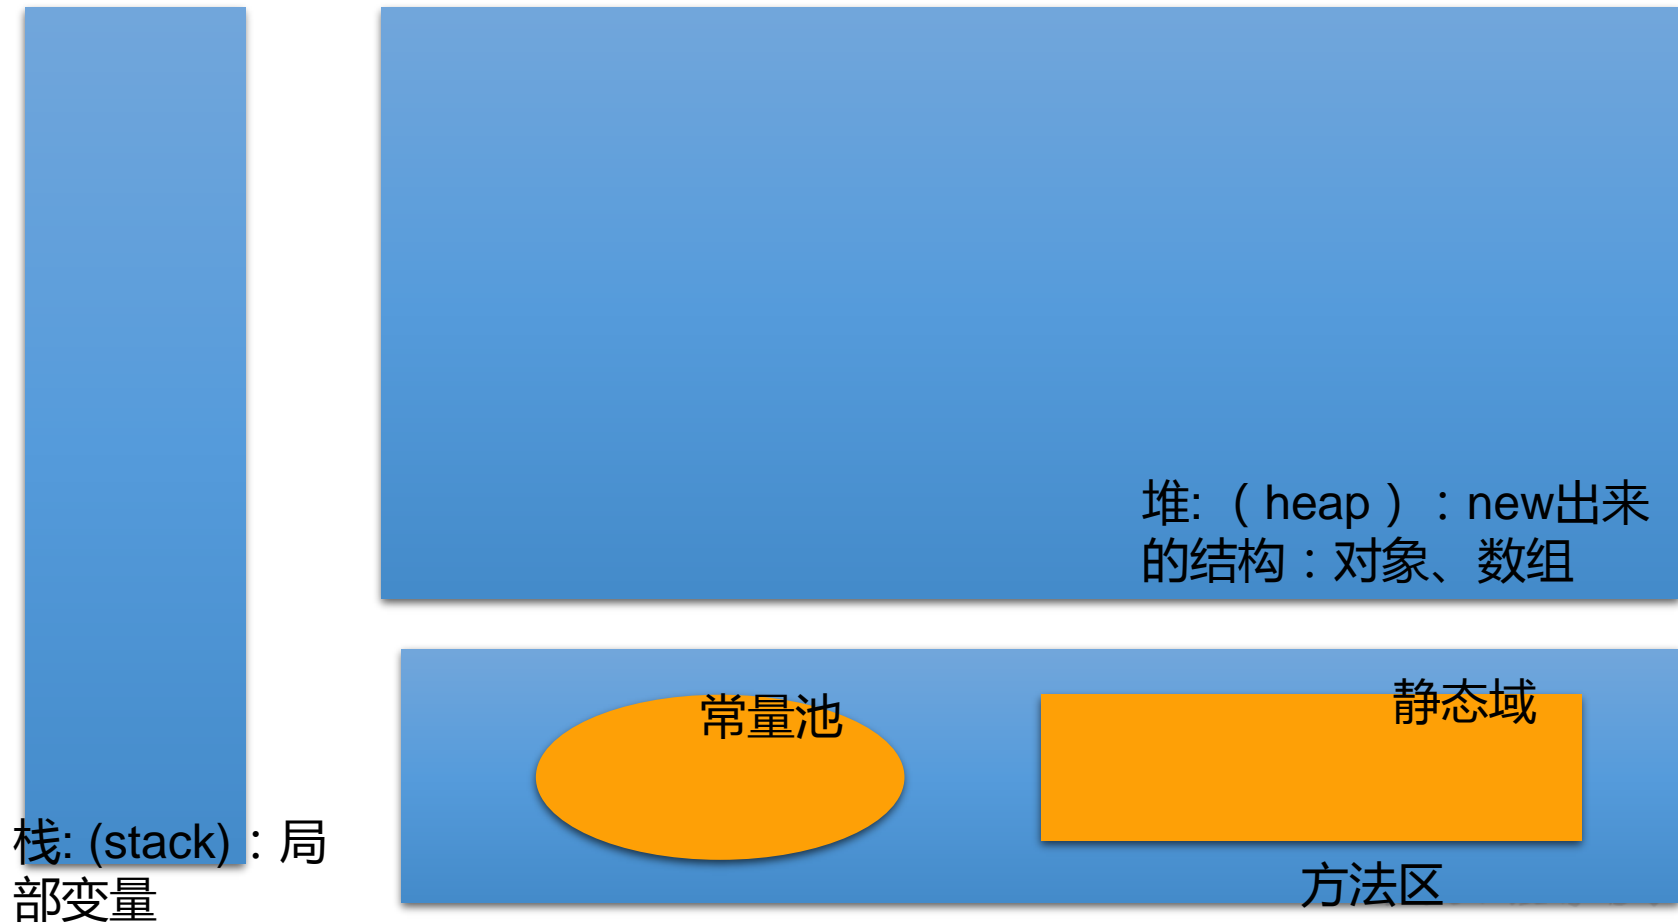 堆:（heap）：new出来
的结构：对象、数组
常量池
静态域
栈: (stack)：局
部变量
方法区